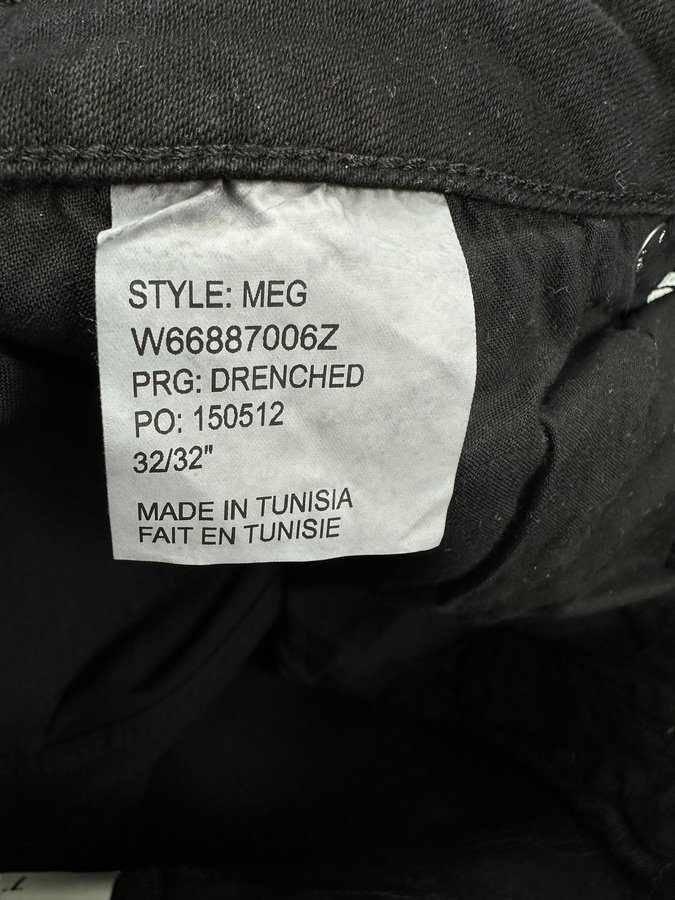 STYLE: MEG
W66887006Z
PRG: DRENCHED
PO: 150512
32/32"
MADE IN TUNISIA
FAIT EN TUNISIE